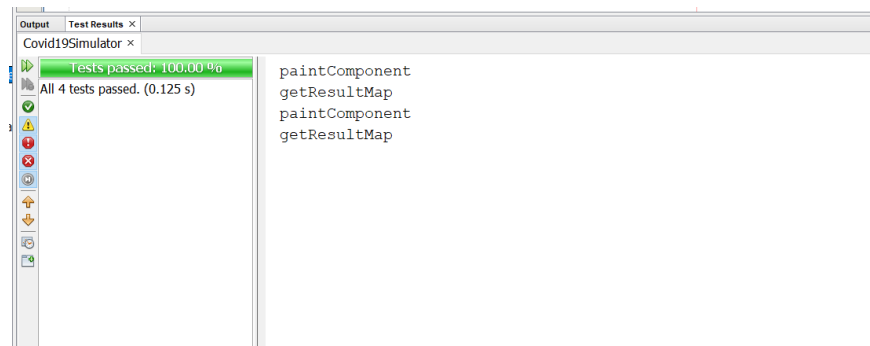 Output Test Results ×
Covid19Simulator ×
Tests passed: 100.00 %
All 4 tests passed. (0.125 s)
paintComponent
getResultMap
paintComponent
getResultMap